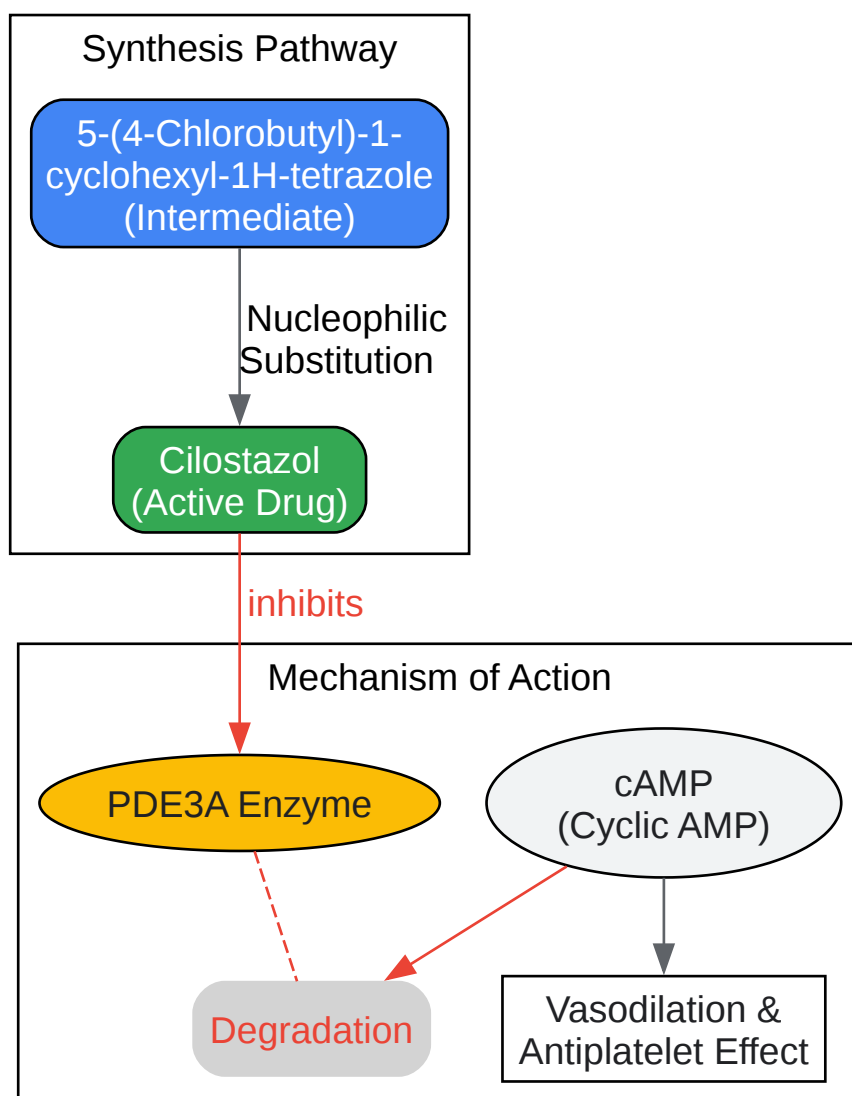 Synthesis Pathway
5-(4-Chlorobutyl)-1-
cyclohexyl-1H-tetrazole
(Intermediate)
Nucleophilic
Substitution
Cilostazol
(Active Drug)
inhibits
Mechanism of Action
PDE3A Enzyme
cAMP
(Cyclic AMP)
Degradation
Vasodilation &
Antiplatelet Effect